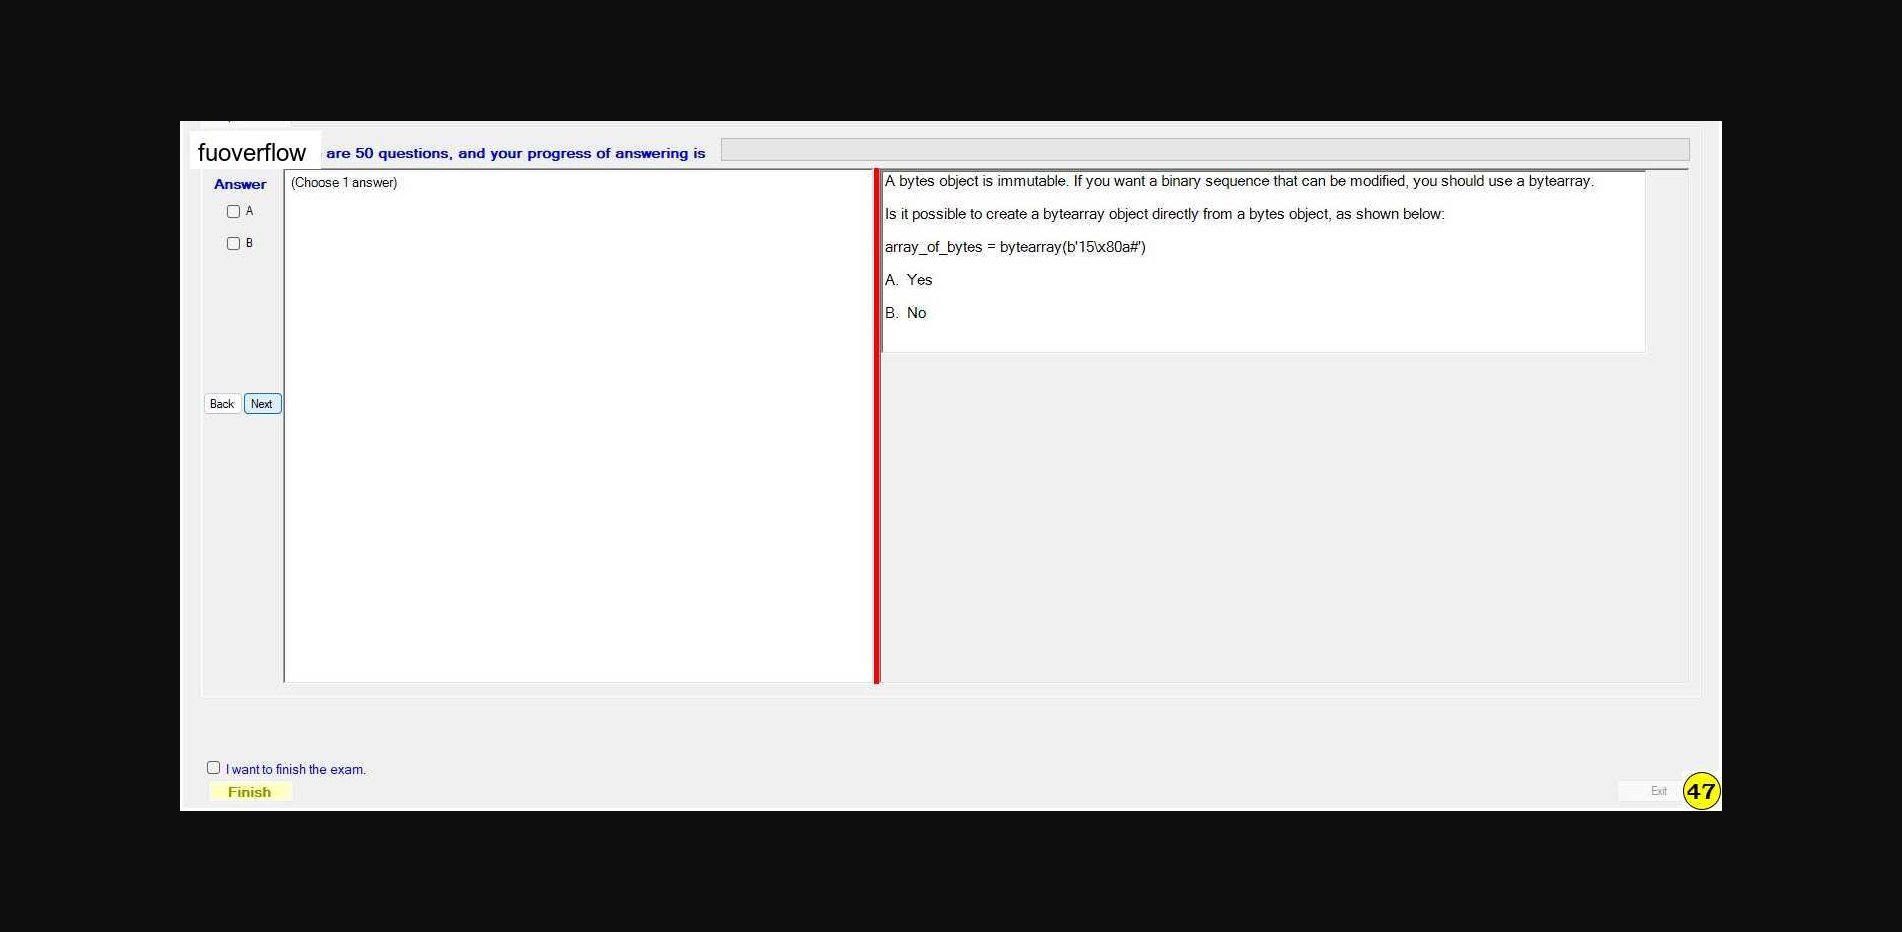 fuoverflow are 50 questions, and your progress of answering is
Answer
A
B
Back Next
(Choose 1 answer)
A bytes object is immutable. If you want a binary sequence that can be modified, you should use a bytearray.
Is it possible to create a bytearray object directly from a bytes object, as shown below:
array_of_bytes = bytearray(b'15\x80a#')
A. Yes
B. No
I want to finish the exam.
Finish
Exit
47